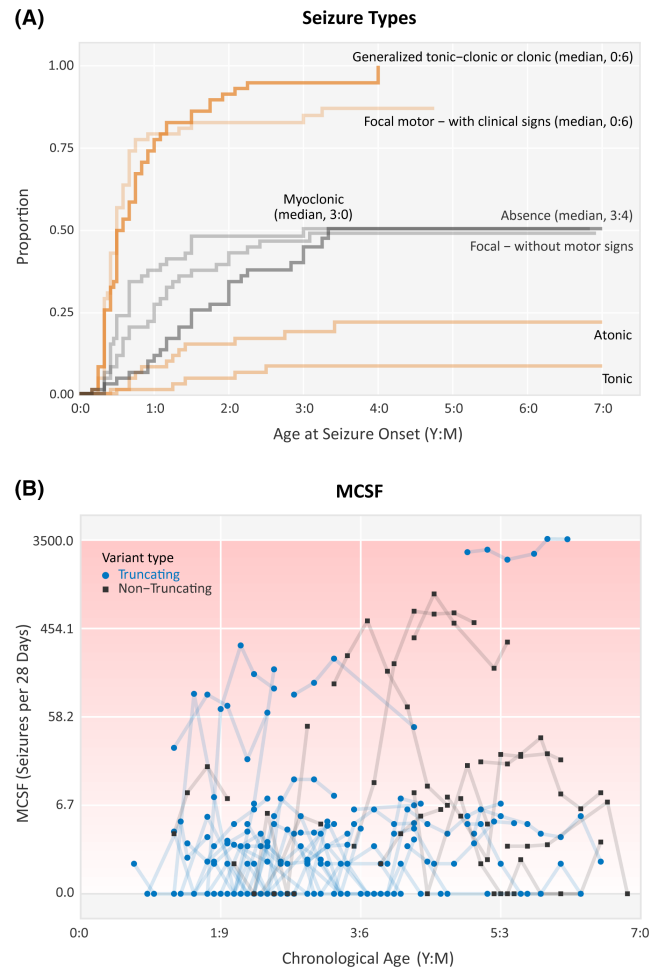 (A)
Seizure Types
Generalized tonic−clonic or clonic (median, 0:6)
Focal motor − with clinical signs (median, 0:6)
Myoclonic
(median, 3:0)
Absence (median, 3:4)
Focal − without motor signs
Atonic
Tonic
1.00
0.75
0.50
0.25
0.00
Proportion
0:0 1:0 2:0 3:0 4:0 5:0 6:0 7:0
Age at Seizure Onset (Y:M)
(B)
MCSF
Variant type
Truncating
Non−Truncating
3500.0
454.1
58.2
6.7
0.0
MCSF (Seizures per 28 Days)
0:0 1:9 3:6 5:3 7:0
Chronological Age (Y:M)